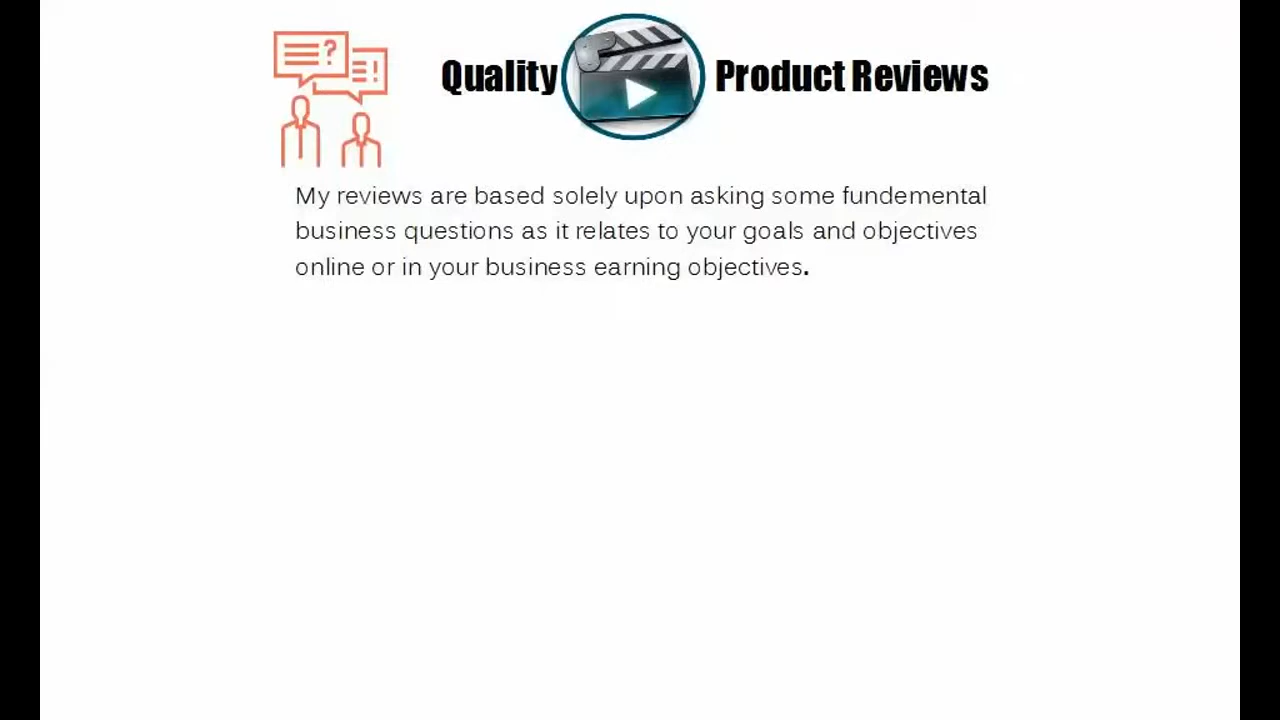 Quality Product Reviews
My reviews are based solely upon asking some fundemental
business questions as it relates to your goals and objectives
online or in your business earning objectives.